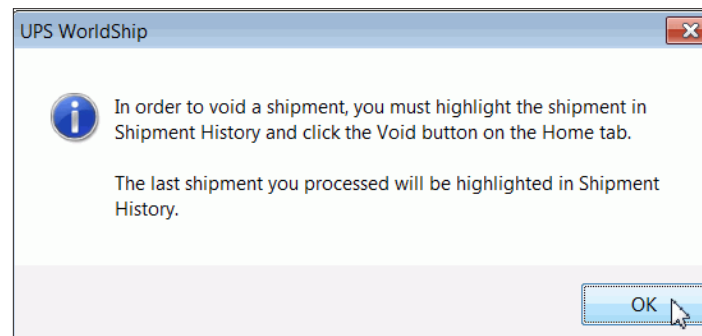 UPS WorldShip
In order to void a shipment, you must highlight the shipment in
Shipment History and click the Void button on the Home tab.
The last shipment you processed will be highlighted in Shipment
History.
OK